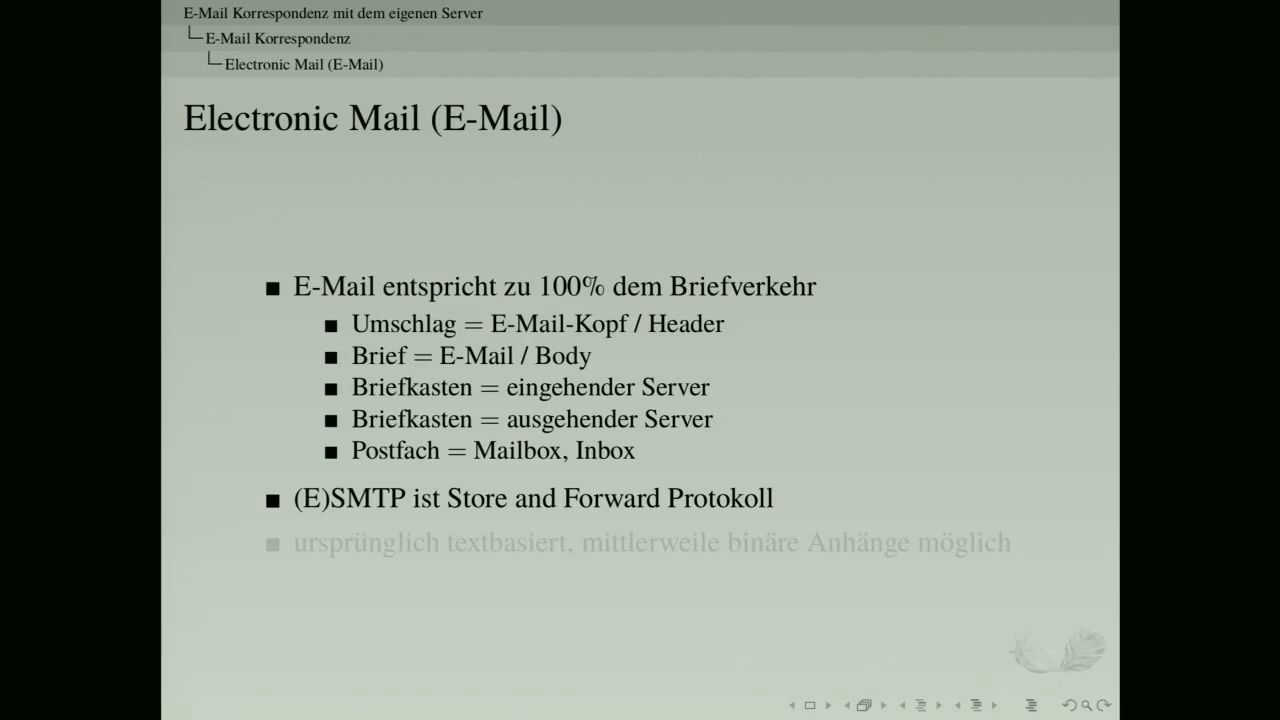 E-Mail Korrespondenz mit dem eigenen Server
E-Mail Korrespondenz
Electronic Mail (E-Mail)
Electronic Mail (E-Mail)
E-Mail entspricht zu 100% dem Briefverkehr
Umschlag = E-Mail-Kopf / Header
Brief = E-Mail / Body
Briefkasten = eingehender Server
Briefkasten = ausgehender Server
Postfach = Mailbox, Inbox
(E)SMTP ist Store and Forward Protokoll
ursprünglich textbasiert, mittlerweile binäre Anhänge möglich